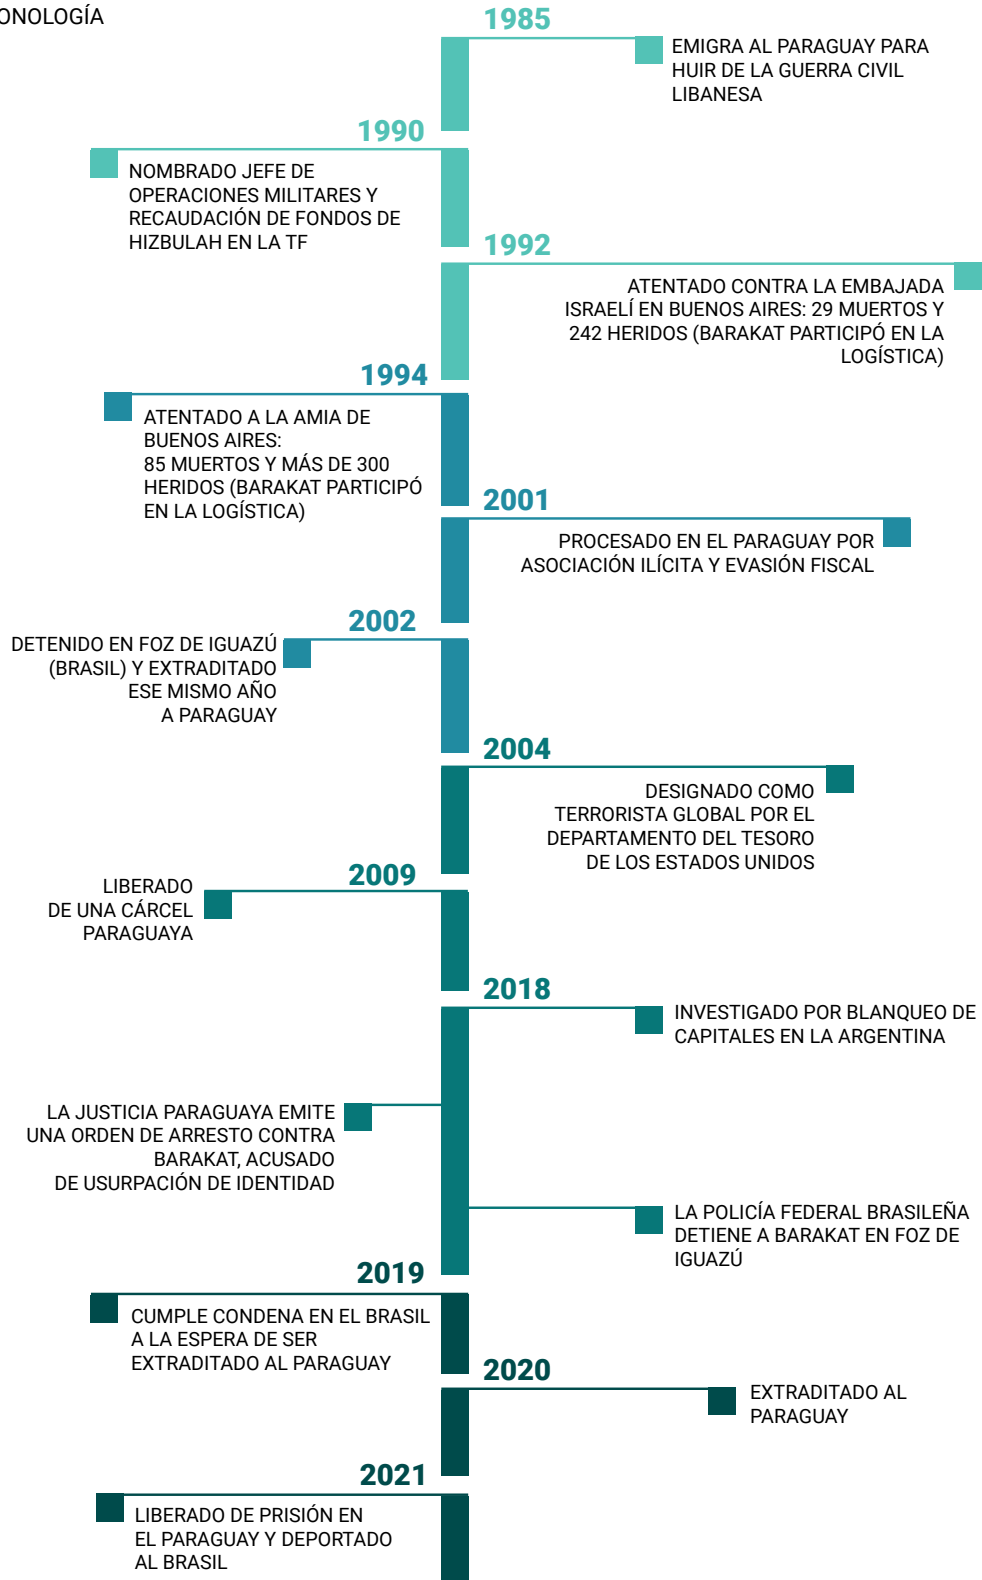 ONOLOGÍA
1985
EMIGRA AL PARAGUAY PARA
HUIR DE LA GUERRA CIVIL
LIBANESA
1990
NOMBRADO JEFE DE
OPERACIONES MILITARES Y
RECAUDACIÓN DE FONDOS DE
HIZBULAH EN LA TF
1992
ATENTADO CONTRA LA EMBAJADA
ISRAELÍ EN BUENOS AIRES: 29 MUERTOS Y
242 HERIDOS (BARAKAT PARTICIPÓ EN LA
LOGÍSTICA)
1994
ATENTADO A LA AMIA DE
BUENOS AIRES:
85 MUERTOS Y MÁS DE 300
HERIDOS (BARAKAT PARTICIPÓ
EN LA LOGÍSTICA)
2001
PROCESADO EN EL PARAGUAY POR
ASOCIACIÓN ILÍCITA Y EVASIÓN FISCAL
2002
DETENIDO EN FOZ DE IGUAZÚ
(BRASIL) Y EXTRADITADO
ESE MISMO AÑO
A PARAGUAY
2004
DESIGNADO COMO
TERRORISTA GLOBAL POR EL
DEPARTAMENTO DEL TESORO
DE LOS ESTADOS UNIDOS
2009
LIBERADO
DE UNA CÁRCEL
PARAGUAYA
2018
INVESTIGADO POR BLANQUEO DE
CAPITALES EN LA ARGENTINA
LA JUSTICIA PARAGUAYA EMITE
UNA ORDEN DE ARRESTO CONTRA
BARAKAT, ACUSADO
DE USURPACIÓN DE IDENTIDAD
LA POLICÍA FEDERAL BRASILEÑA
DETIENE A BARAKAT EN FOZ DE
IGUAZÚ
2019
CUMPLE CONDENA EN EL BRASIL
A LA ESPERA DE SER
EXTRADITADO AL PARAGUAY
2020
EXTRADITADO AL
PARAGUAY
2021
LIBERADO DE PRISIÓN EN
EL PARAGUAY Y DEPORTADO
AL BRASIL